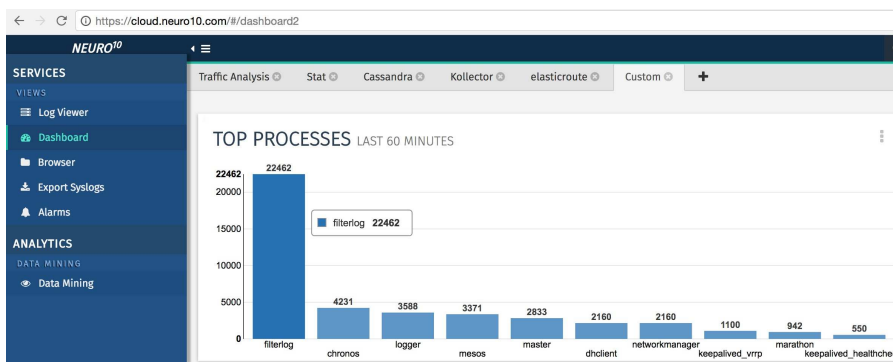 https://cloud.neuro10.com/#/dashboard2
NEURO10
SERVICES
VIEWS
Log Viewer
Dashboard
Browser
Export Syslogs
Alarms
ANALYTICS
DATA MINING
Data Mining
Traffic Analysis Stat Cassandra Kollector elasticroute Custom
TOP PROCESSES LAST 60 MINUTES
22462
20000
15000
10000
5000
0
22462
4231
3588
3371
2833
2160
2160
1100
942
550
filterlog 22462
filterlog
chronos
logger
mesos
master
dhclient
networkmanager
keepalived_vrrp
marathon